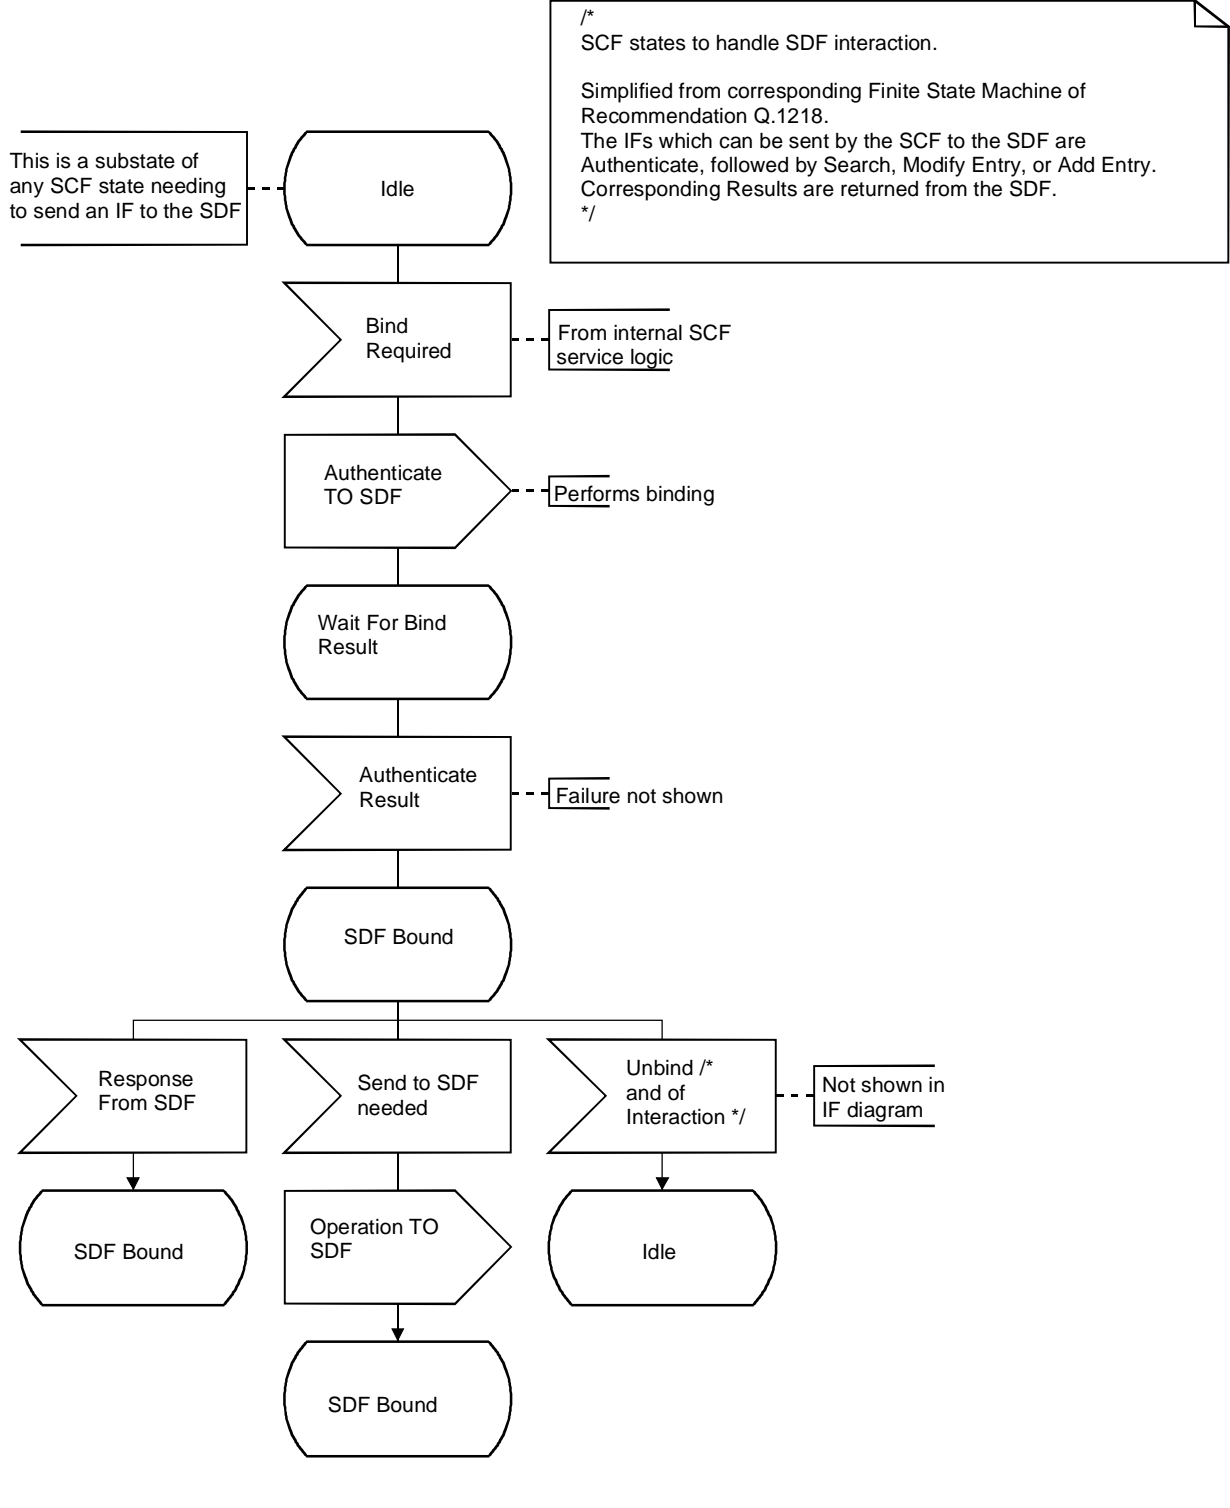 /*
SCF states to handle SDF interaction.
Simplified from corresponding Finite State Machine of
Recommendation Q.1218.
The IFs which can be sent by the SCF to the SDF are
Authenticate, followed by Search, Modify Entry, or Add Entry.
Corresponding Results are returned from the SDF.
*/
This is a substate of
any SCF state needing
to send an IF to the SDF
Idle
Bind
Required
From internal SCF
service logic
Authenticate
TO SDF
Performs binding
Wait For Bind
Result
Authenticate
Result
Failure not shown
SDF Bound
Response
From SDF
Send to SDF
needed
Unbind /*
and of
Interaction */
Not shown in
IF diagram
SDF Bound
Operation TO
SDF
Idle
SDF Bound